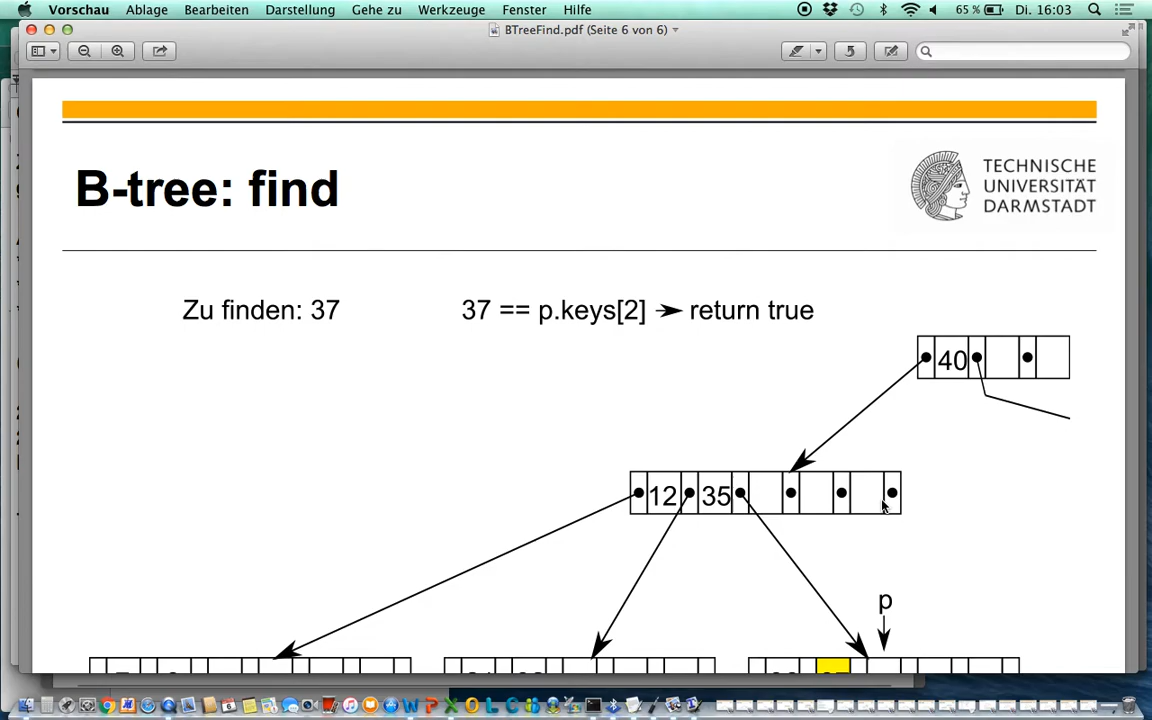 Vorschau Ablage Bearbeiten Darstellung Gehe zu Werkzeuge Fenster Hilfe 65 % Di. 16:03
BTreeFind.pdf (Seite 6 von 6)
B-tree: find
TECHNISCHE
UNIVERSITÄT
DARMSTADT
Zu finden: 37 37 == p.keys[2] → return true
40
12 35
p